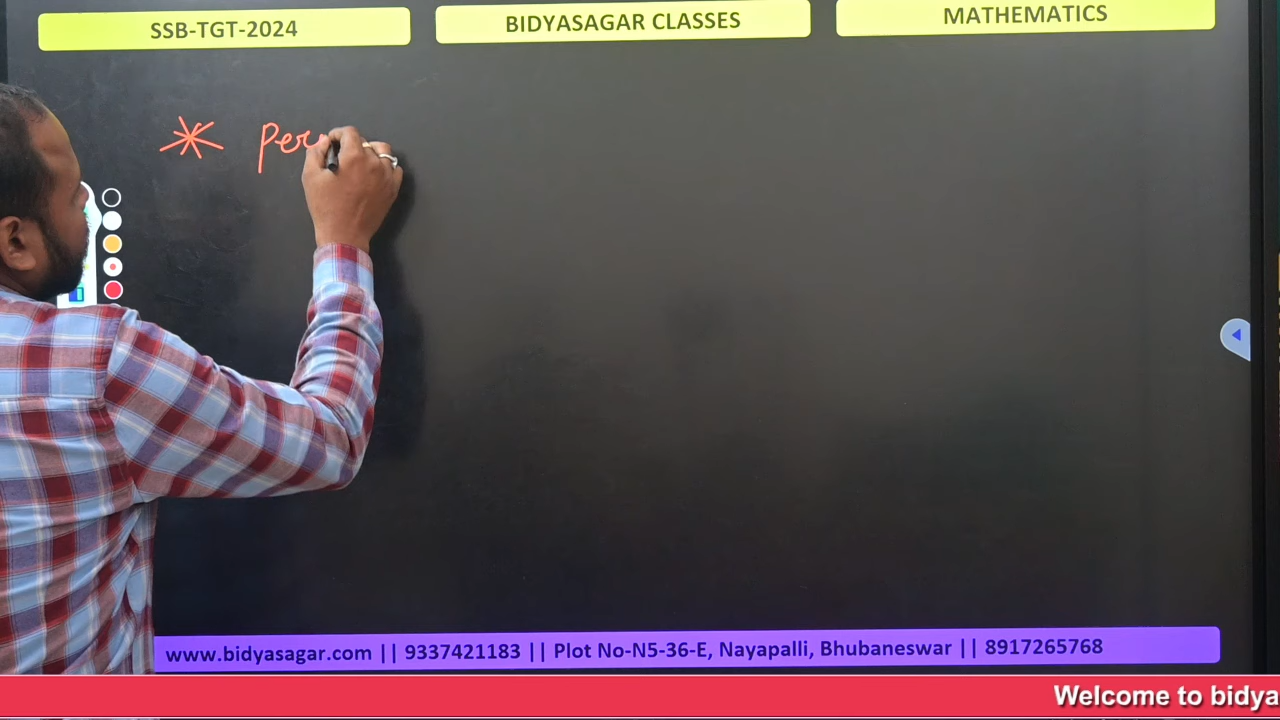 SSB-TGT-2024
BIDYASAGAR CLASSES
MATHEMATICS
* Per
www.bidyasagar.com || 9337421183 || Plot No-N5-36-E, Nayapalli, Bhubaneswar || 8917265768
Welcome to bidya